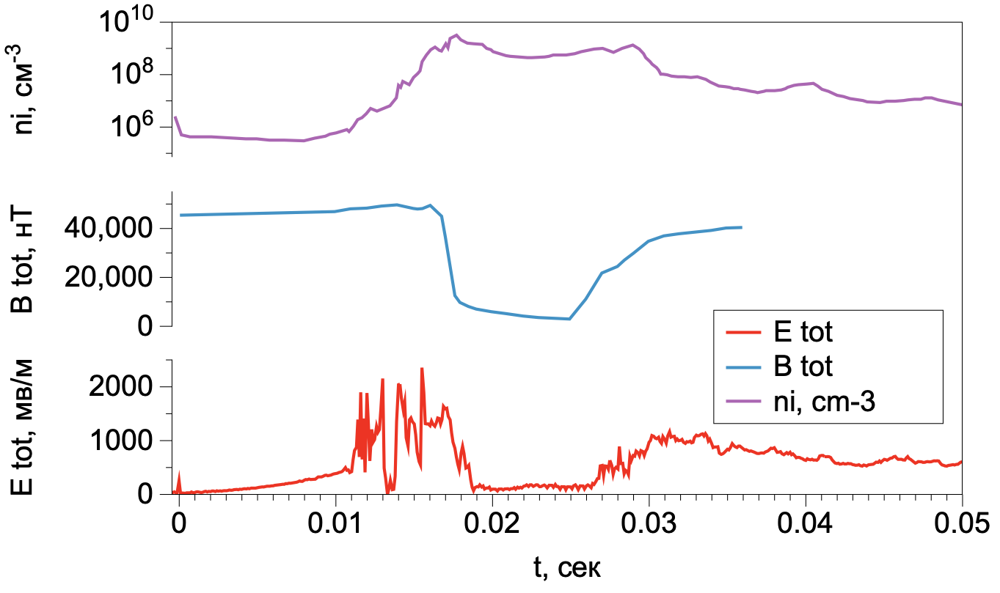 10¹⁰
10⁸
10⁶
ni, см⁻³
40,000
20,000
0
B tot, нТ
2000
1000
0
E tot, мв/м
E tot
B tot
ni, cm-3
0 0.01 0.02 0.03 0.04 0.05
t, сек